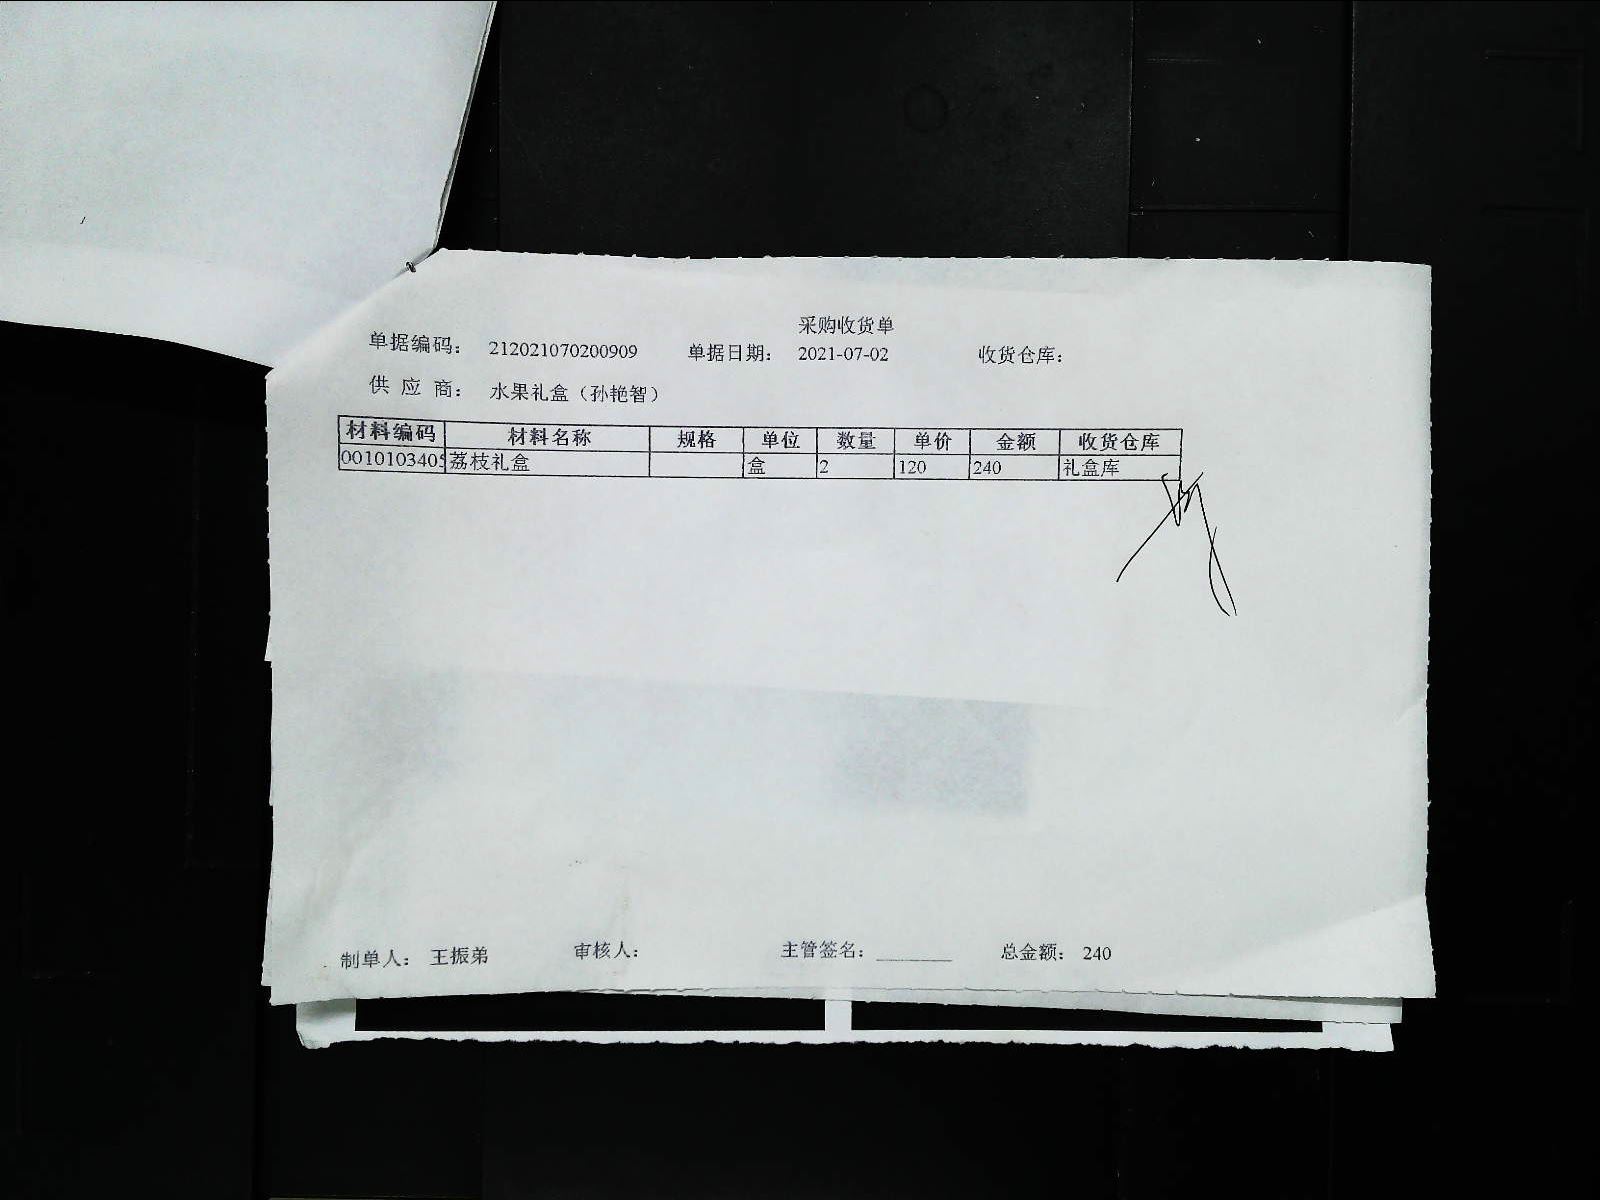 采购收货单
单据编码： 212021070200909 单据日期： 2021-07-02 收货仓库：
供 应 商： 水果礼盒（孙艳智）
材料编码 材料名称 规格 单位 数量 单价 金额 收货仓库
0010103405 荔枝礼盒 盒 2 120 240 礼盒库
制单人： 王振弟 审核人： 主管签名：________ 总金额： 240